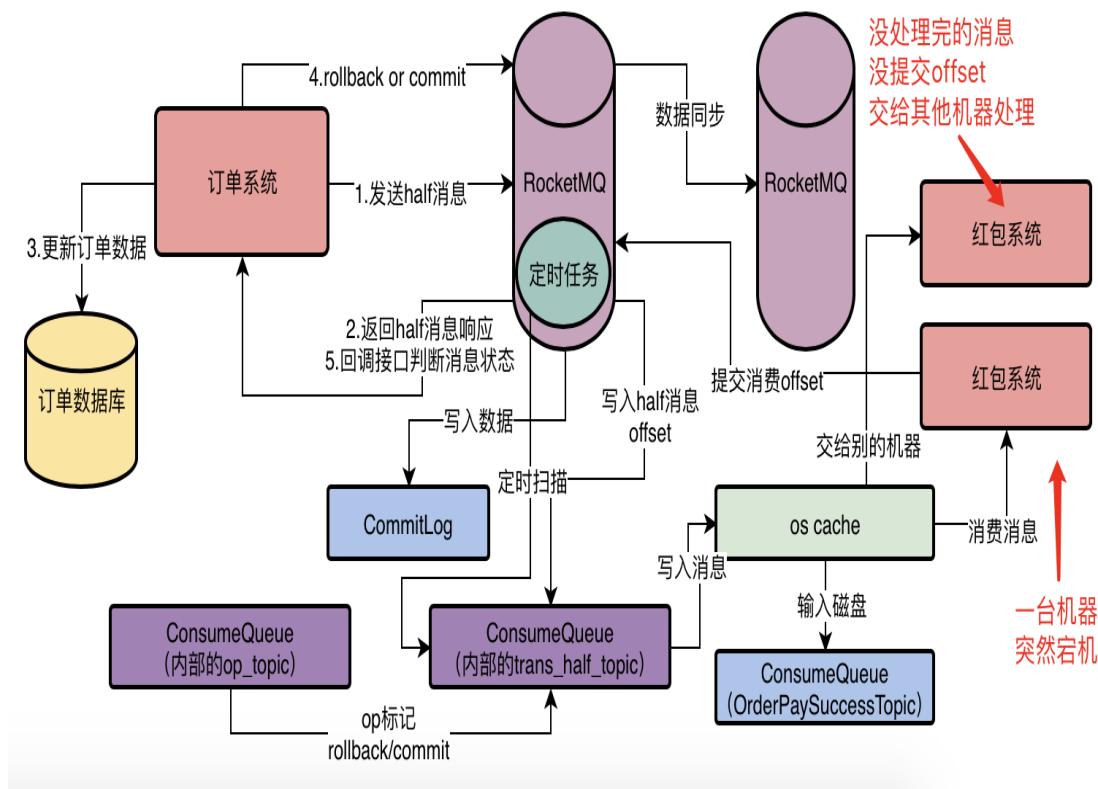 没处理完的消息
没提交offset
交给其他机器处理
4.rollback or commit
数据同步
订单系统
1.发送half消息
RocketMQ
RocketMQ
红包系统
3.更新订单数据
定时任务
2.返回half消息响应
5.回调接口判断消息状态
订单数据库
写入half消息
offset
提交消费offset
红包系统
写入数据
交给别的机器
定时扫描
CommitLog
os cache
消费消息
写入消息
输入磁盘
一台机器
突然宕机
ConsumeQueue
（内部的op_topic）
ConsumeQueue
（内部的trans_half_topic）
ConsumeQueue
（OrderPaySuccessTopic）
op标记
rollback/commit